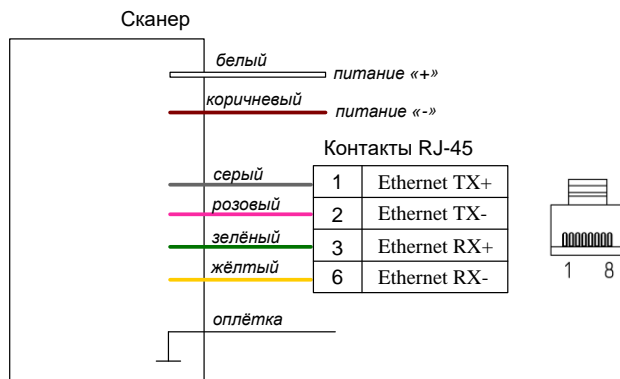 Сканер
белый
питание «+»
коричневый
питание «-»
Контакты RJ-45
серый 1 Ethernet TX+
розовый 2 Ethernet TX-
зелёный 3 Ethernet RX+
жёлтый 6 Ethernet RX-
1 8
оплётка